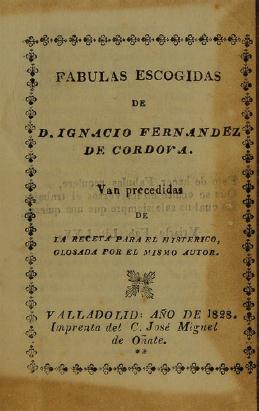 FABULAS ESCOGIDAS
DE
D. IGNACIO FERNANDEZ
DE CORDOVA.
Van precedidas
DE
LA RECETA PARA EL HISTERICO,
GLOSADA POR EL MISMO AUTOR.
VALLADOLID: AÑO DE 1828.
Imprenta del C. José Miguel
de Oñate.